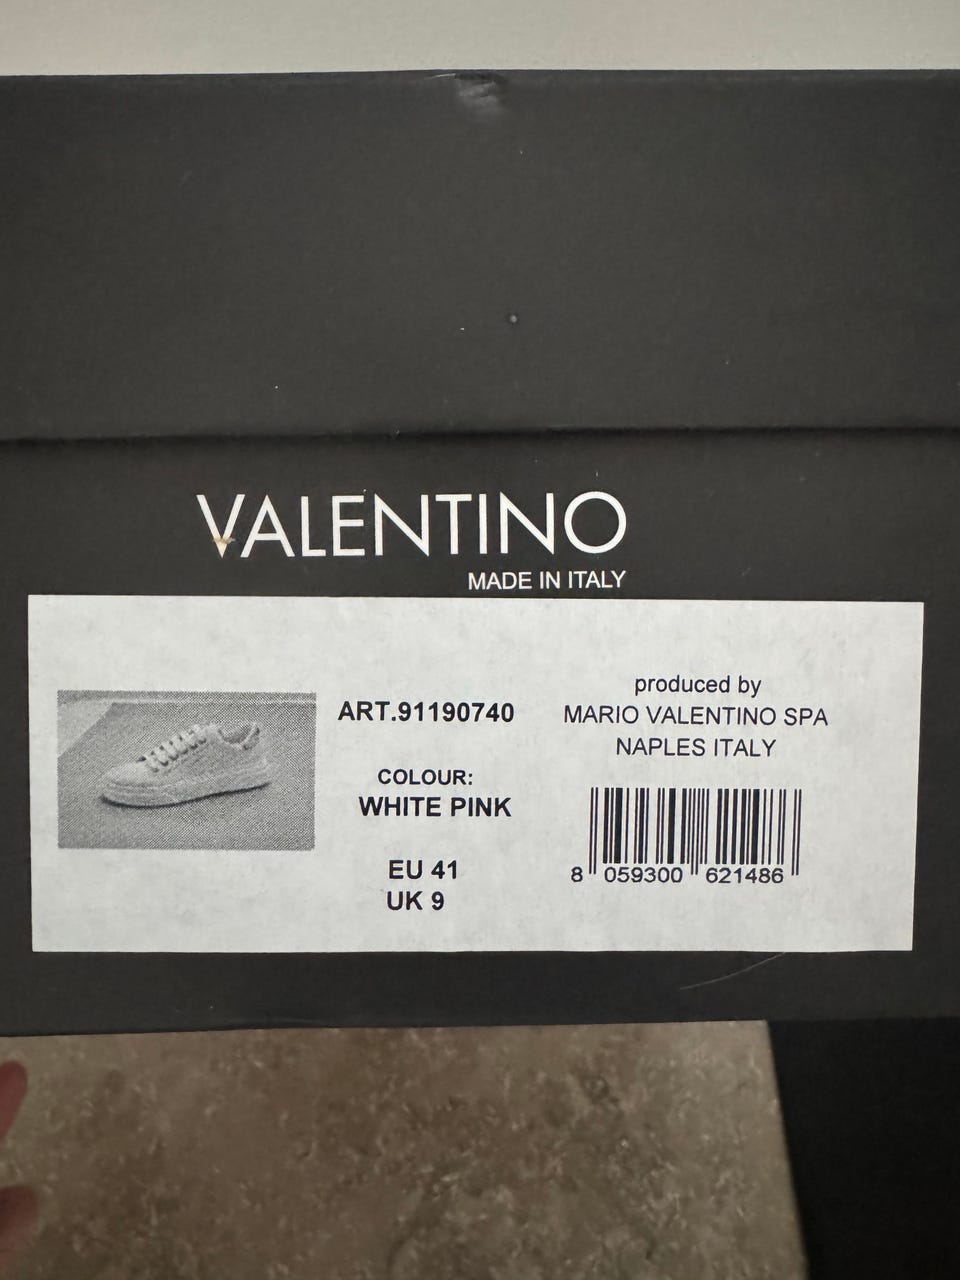 VALENTINO
MADE IN ITALY
ART.91190740
COLOUR:
WHITE PINK
EU 41
UK 9
produced by
MARIO VALENTINO SPA
NAPLES ITALY
8 059300 621486